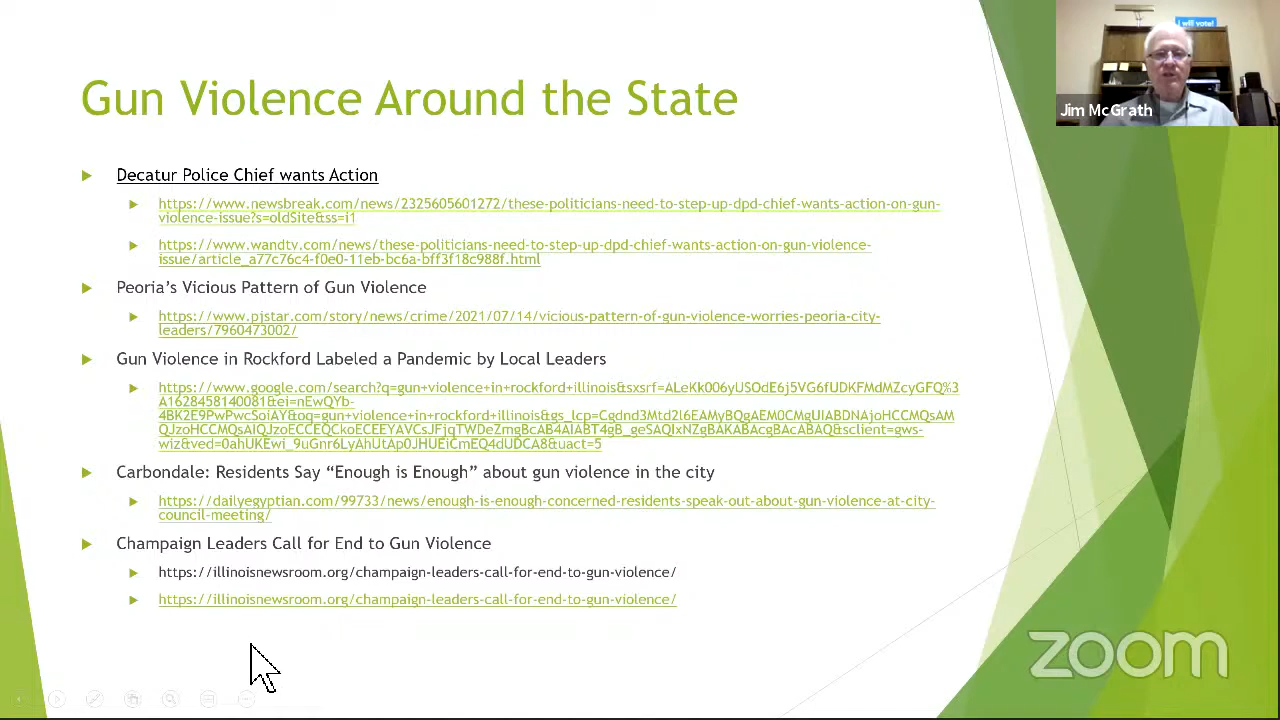 Gun Violence Around the State
Decatur Police Chief wants Action
https://www.newsbreak.com/news/2325605601272/these-politicians-need-to-step-up-dpd-chief-wants-action-on-gun-
violence-issue?s=oldSite&ss=i1
https://www.wandtv.com/news/these-politicians-need-to-step-up-dpd-chief-wants-action-on-gun-violence-
issue/article_a77c76c4-f0e0-11eb-bc6a-bff3f18c988f.html
Peoria’s Vicious Pattern of Gun Violence
https://www.pjstar.com/story/news/crime/2021/07/14/vicious-pattern-of-gun-violence-worries-peoria-city-
leaders/7960473002/
Gun Violence in Rockford Labeled a Pandemic by Local Leaders
https://www.google.com/search?q=gun+violence+in+rockford+illinois&sxsrf=ALeKk006yUSOdE6j5VG6fUDKFMdMZcyGFQ%3
A1628458140081&ei=nEwQYb-
4BK2E9PwPwcSoiAY&oq=gun+violence+in+rockford+illinois&gs_lcp=Cgdnd3Mtd2l6EAMyBQgAEM0CMgUIABDNAjoHCCMQsAM
QJzoHCCMQsAIQJzoECCEQCkoECEEYAVCsJFjqTWDeZmgBcAB4AIABT4gB_geSAQIxNZgBAKABAcgBAcABAQ&sclient=gws-
wiz&ved=0ahUKEwi_9uGnr6LyAhUtAp0JHUEiCmEQ4dUDCA8&uact=5
Carbondale: Residents Say “Enough is Enough” about gun violence in the city
https://dailyegyptian.com/99733/news/enough-is-enough-concerned-residents-speak-out-about-gun-violence-at-city-
council-meeting/
Champaign Leaders Call for End to Gun Violence
https://illinoisnewsroom.org/champaign-leaders-call-for-end-to-gun-violence/
https://illinoisnewsroom.org/champaign-leaders-call-for-end-to-gun-violence/
I will vote!
Jim McGrath
zoom